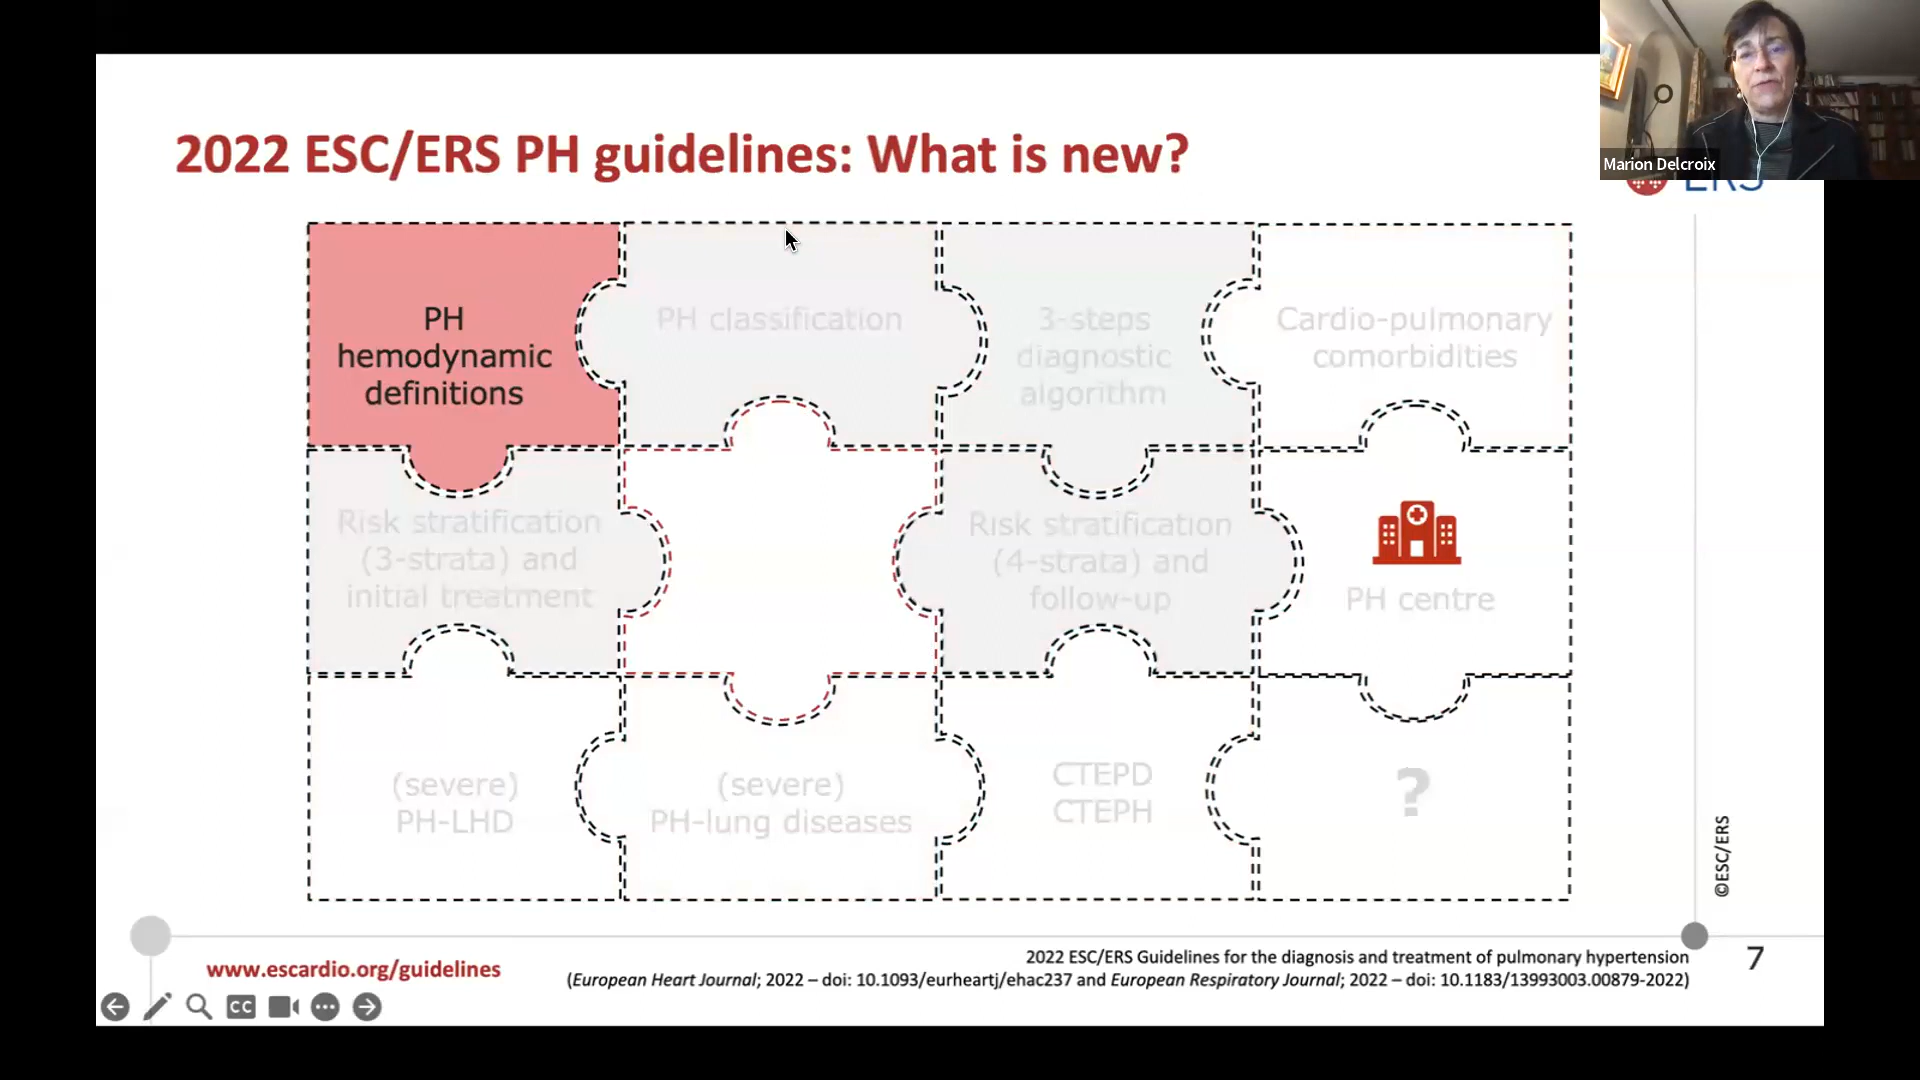 Marion Delcroix
2022 ESC/ERS PH guidelines: What is new?
ERS
PH
hemodynamic
definitions
PH classification
3-steps
diagnostic
algorithm
Cardio-pulmonary
comorbidities
Risk stratification
(3-strata) and
initial treatment
Risk stratification
(4-strata) and
follow-up
PH centre
(severe)
PH-LHD
(severe)
PH-lung diseases
CTEPD
CTEPH
?
©ESC/ERS
www.escardio.org/guidelines
2022 ESC/ERS Guidelines for the diagnosis and treatment of pulmonary hypertension
(European Heart Journal; 2022 – doi: 10.1093/eurheartj/ehac237 and European Respiratory Journal; 2022 – doi: 10.1183/13993003.00879-2022)
7
CC